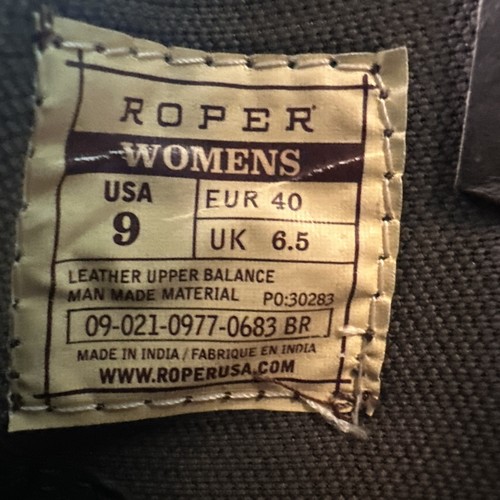 ROPER
WOMENS
USA
9
EUR 40
UK 6.5
LEATHER UPPER BALANCE
MAN MADE MATERIAL PO:30283
09-021-0977-0683 BR
MADE IN INDIA / FABRIQUE EN INDIA
WWW.ROPERUSA.COM